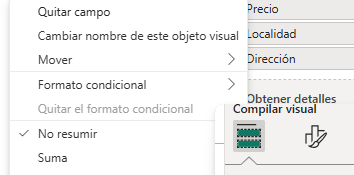 Quitar campo
Cambiar nombre de este objeto visual
Mover
Formato condicional
Quitar el formato condicional
No resumir
Suma
Precio
Localidad
Dirección
Obtener detalles
Compilar visual